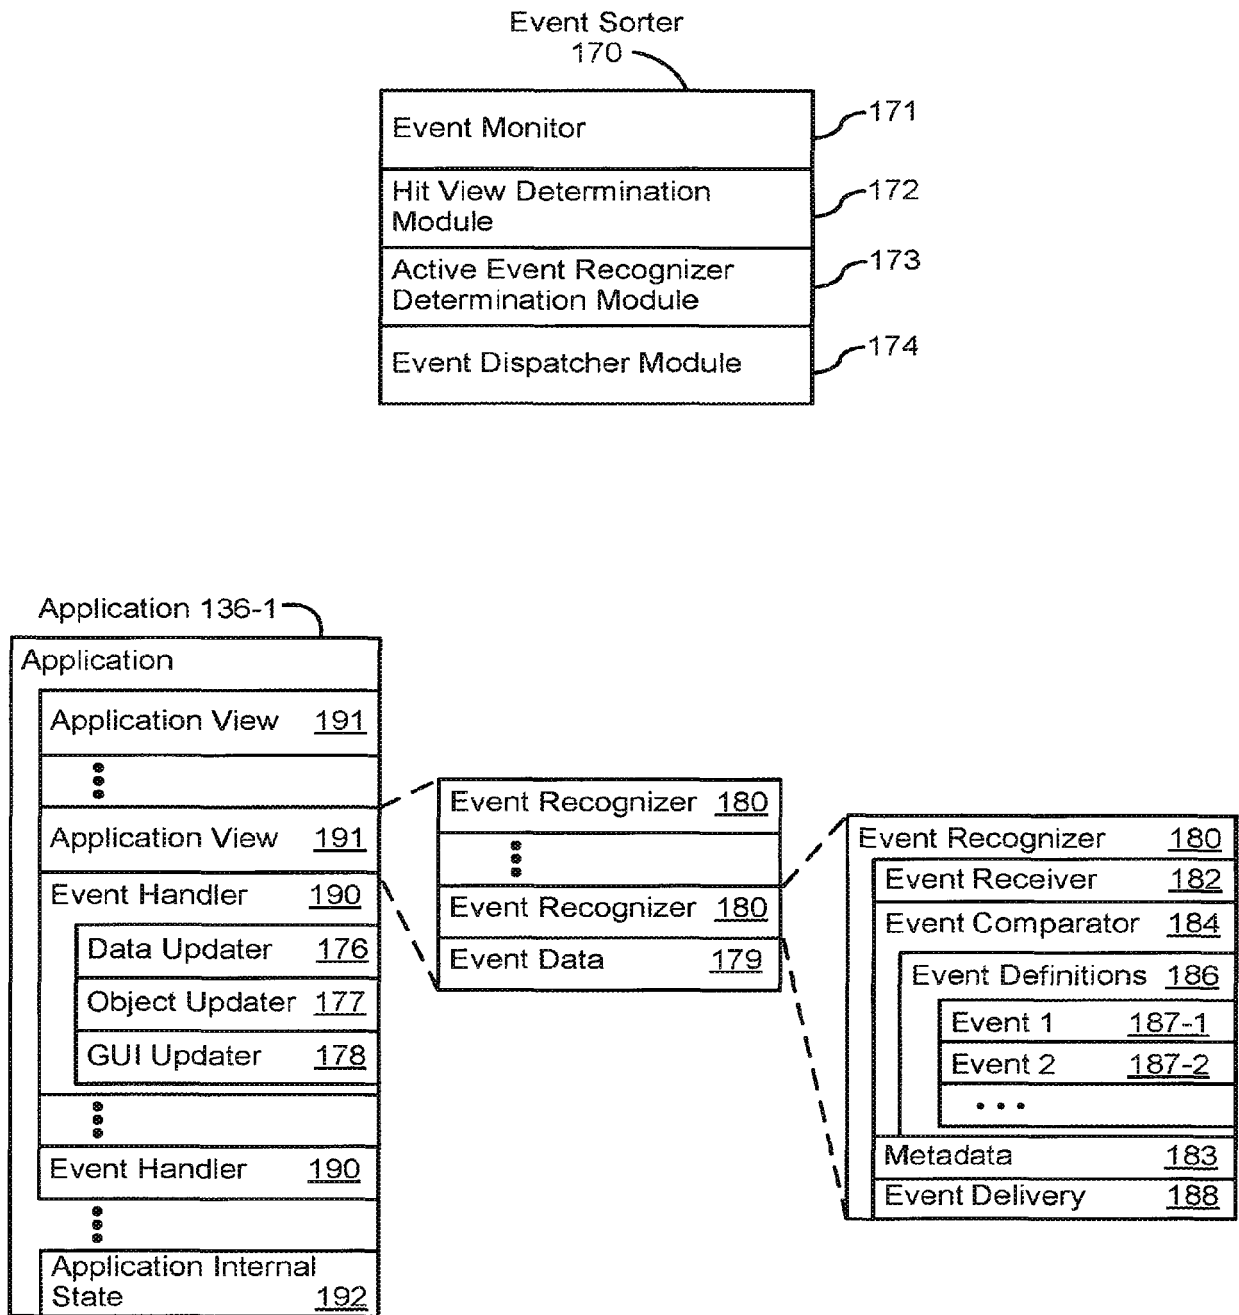 Event Sorter
170
Event Monitor
171
Hit View Determination
Module
172
Active Event Recognizer
Determination Module
173
Event Dispatcher Module
174
Application 136-1
Application
Application View 191
Application View 191
Event Handler 190
Data Updater 176
Object Updater 177
GUI Updater 178
Event Handler 190
Application Internal
State 192
Event Recognizer 180
Event Recognizer 180
Event Data 179
Event Recognizer 180
Event Receiver 182
Event Comparator 184
Event Definitions 186
Event 1 187-1
Event 2 187-2
• • •
Metadata 183
Event Delivery 188